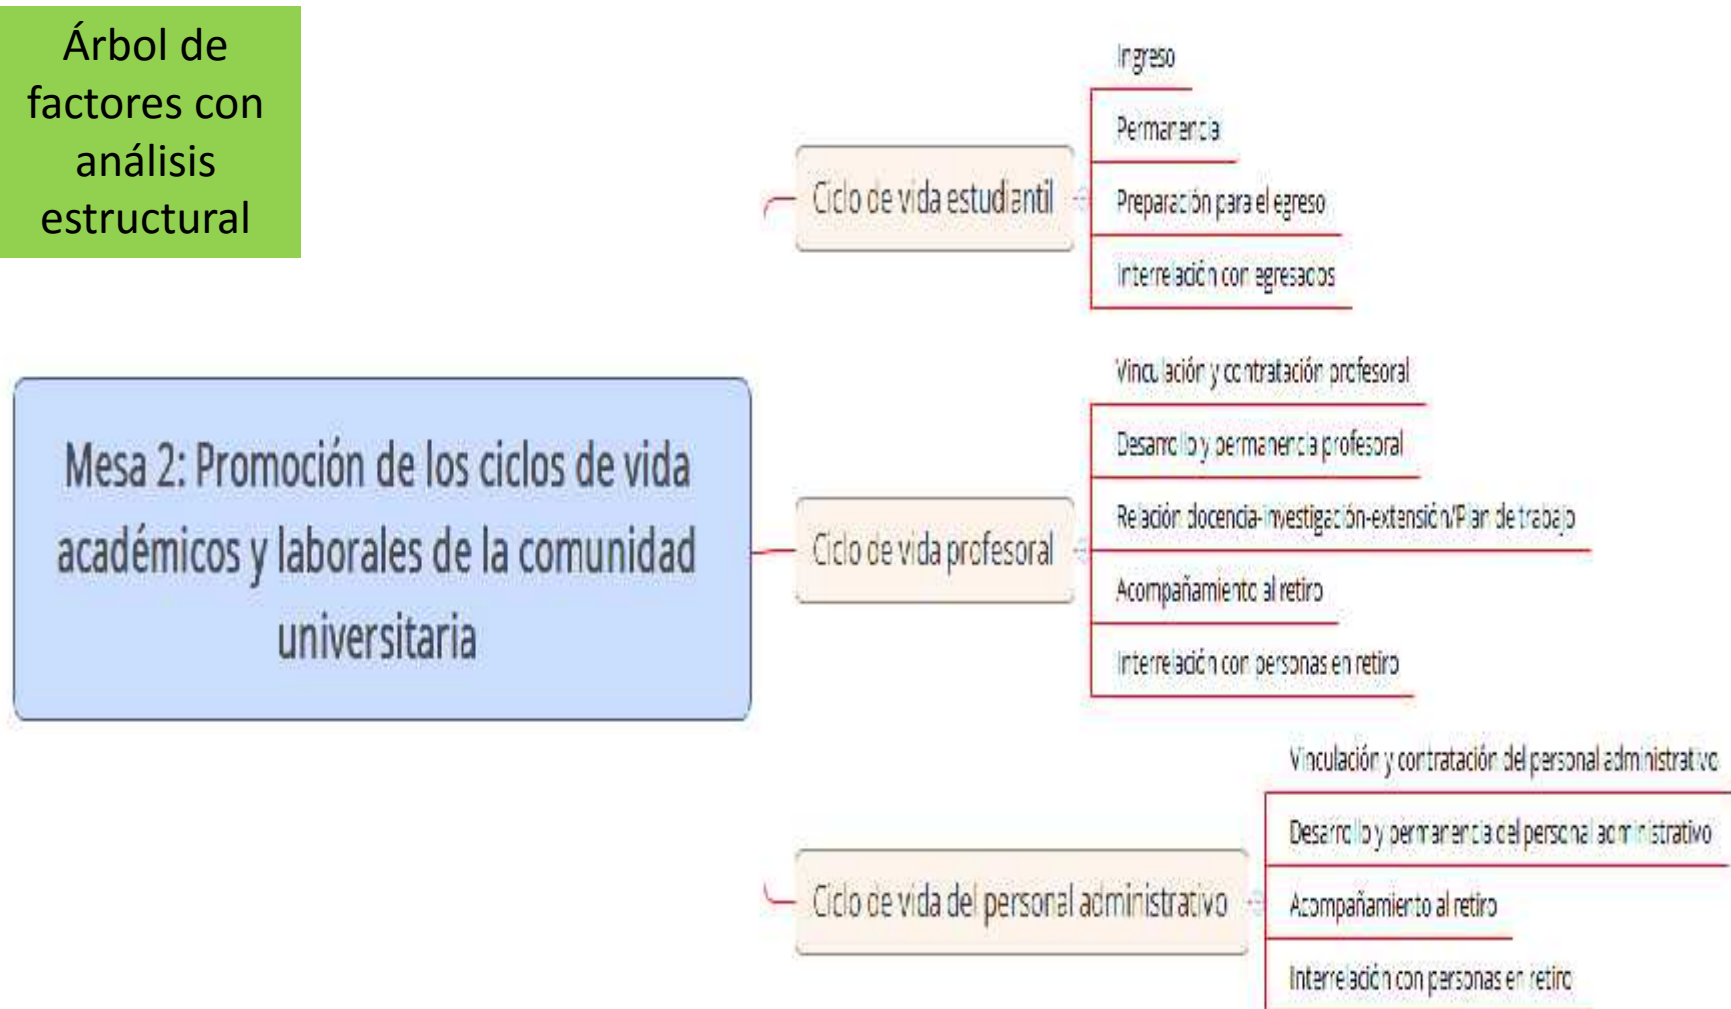 Árbol de
factores con
análisis
estructural
Ingreso
Permanencia
Ciclo de vida estudiantil
Preparación para el egreso
Interrelación con egresados
Mesa 2: Promoción de los ciclos de vida
académicos y laborales de la comunidad
universitaria
Vinculación y contratación profesoral
Desarrollo y permanencia profesoral
Relación docencia-investigación-extensión/Plan de trabajo
Ciclo de vida profesoral
Acompañamiento al retiro
Interrelación con personas en retiro
Vinculación y contratación del personal administrativo
Desarrollo y permanencia del personal administrativo
Ciclo de vida del personal administrativo
Acompañamiento al retiro
Interrelación con personas en retiro